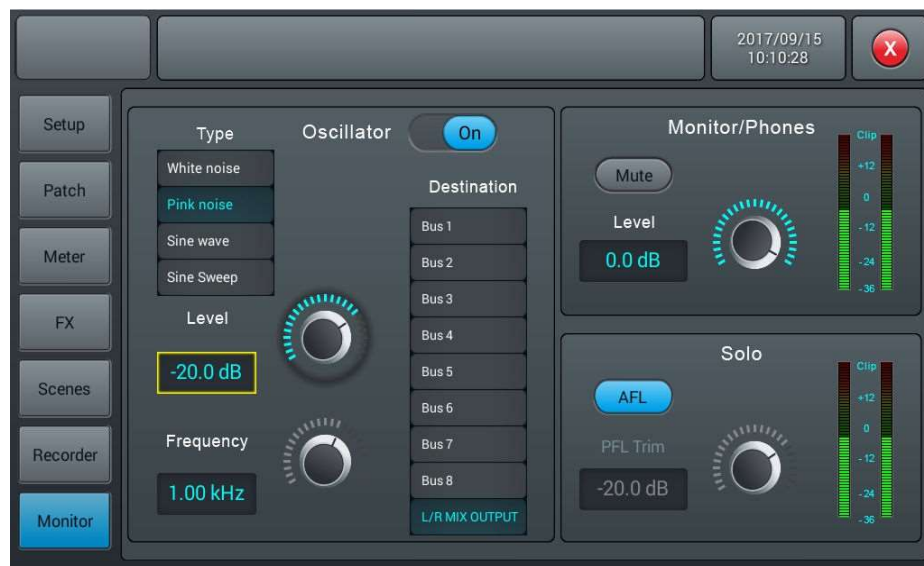 2017/09/15
10:10:28
X
Setup
Patch
Meter
FX
Scenes
Recorder
Monitor
Type
Oscillator
On
White noise
Pink noise
Sine wave
Sine Sweep
Level
-20.0 dB
Frequency
1.00 kHz
Destination
Bus 1
Bus 2
Bus 3
Bus 4
Bus 5
Bus 6
Bus 7
Bus 8
L/R MIX OUTPUT
Monitor/Phones
Mute
Level
0.0 dB
Clip
+12
0
-12
-24
-36
Solo
AFL
PFL Trim
-20.0 dB
Clip
+12
0
-12
-24
-36